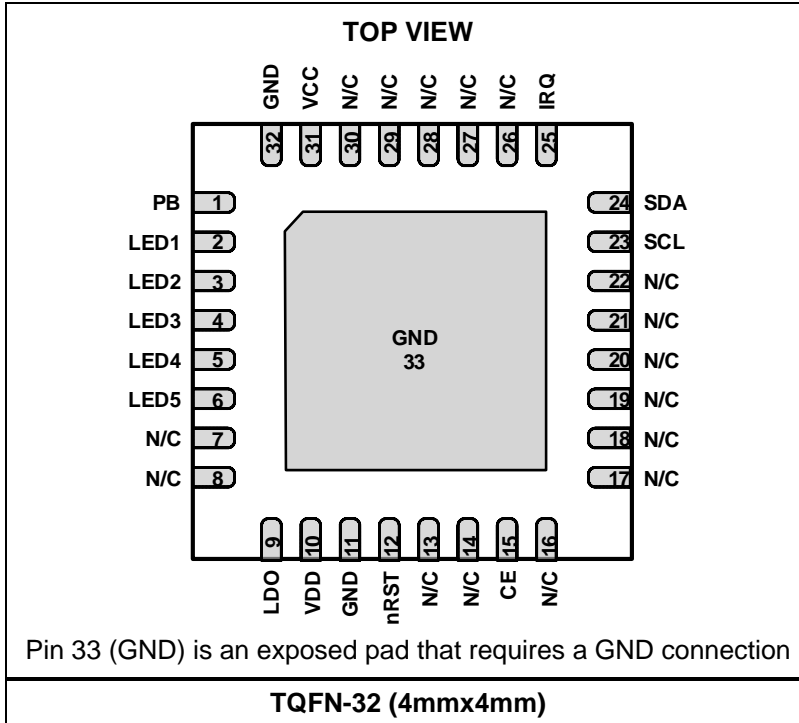 TOP VIEW
GND VCC N/C N/C N/C N/C N/C IRQ
32 31 30 29 28 27 26 25
PB 1 24 SDA
LED1 2 23 SCL
LED2 3 22 N/C
LED3 4 21 N/C
LED4 5 20 N/C
LED5 6 19 N/C
N/C 7 18 N/C
N/C 8 17 N/C
GND
33
9 10 11 12 13 14 15 16
LDO VDD GND nRST N/C N/C CE N/C
Pin 33 (GND) is an exposed pad that requires a GND connection
TQFN-32 (4mmx4mm)